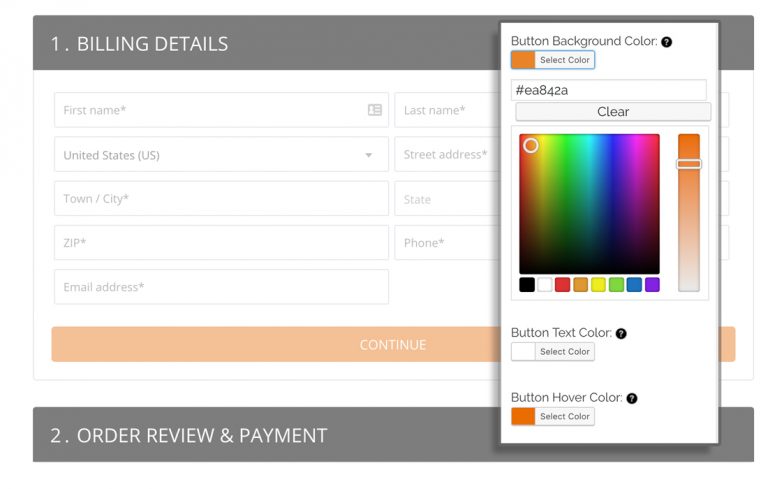 1. BILLING DETAILS
First name*
Last name*
United States (US)
Street address*
Town / City*
State
ZIP*
Phone*
Email address*
CONTINUE
2. ORDER REVIEW & PAYMENT
Button Background Color: ?
Select Color
#ea842a
Clear
Button Text Color: ?
Select Color
Button Hover Color: ?
Select Color